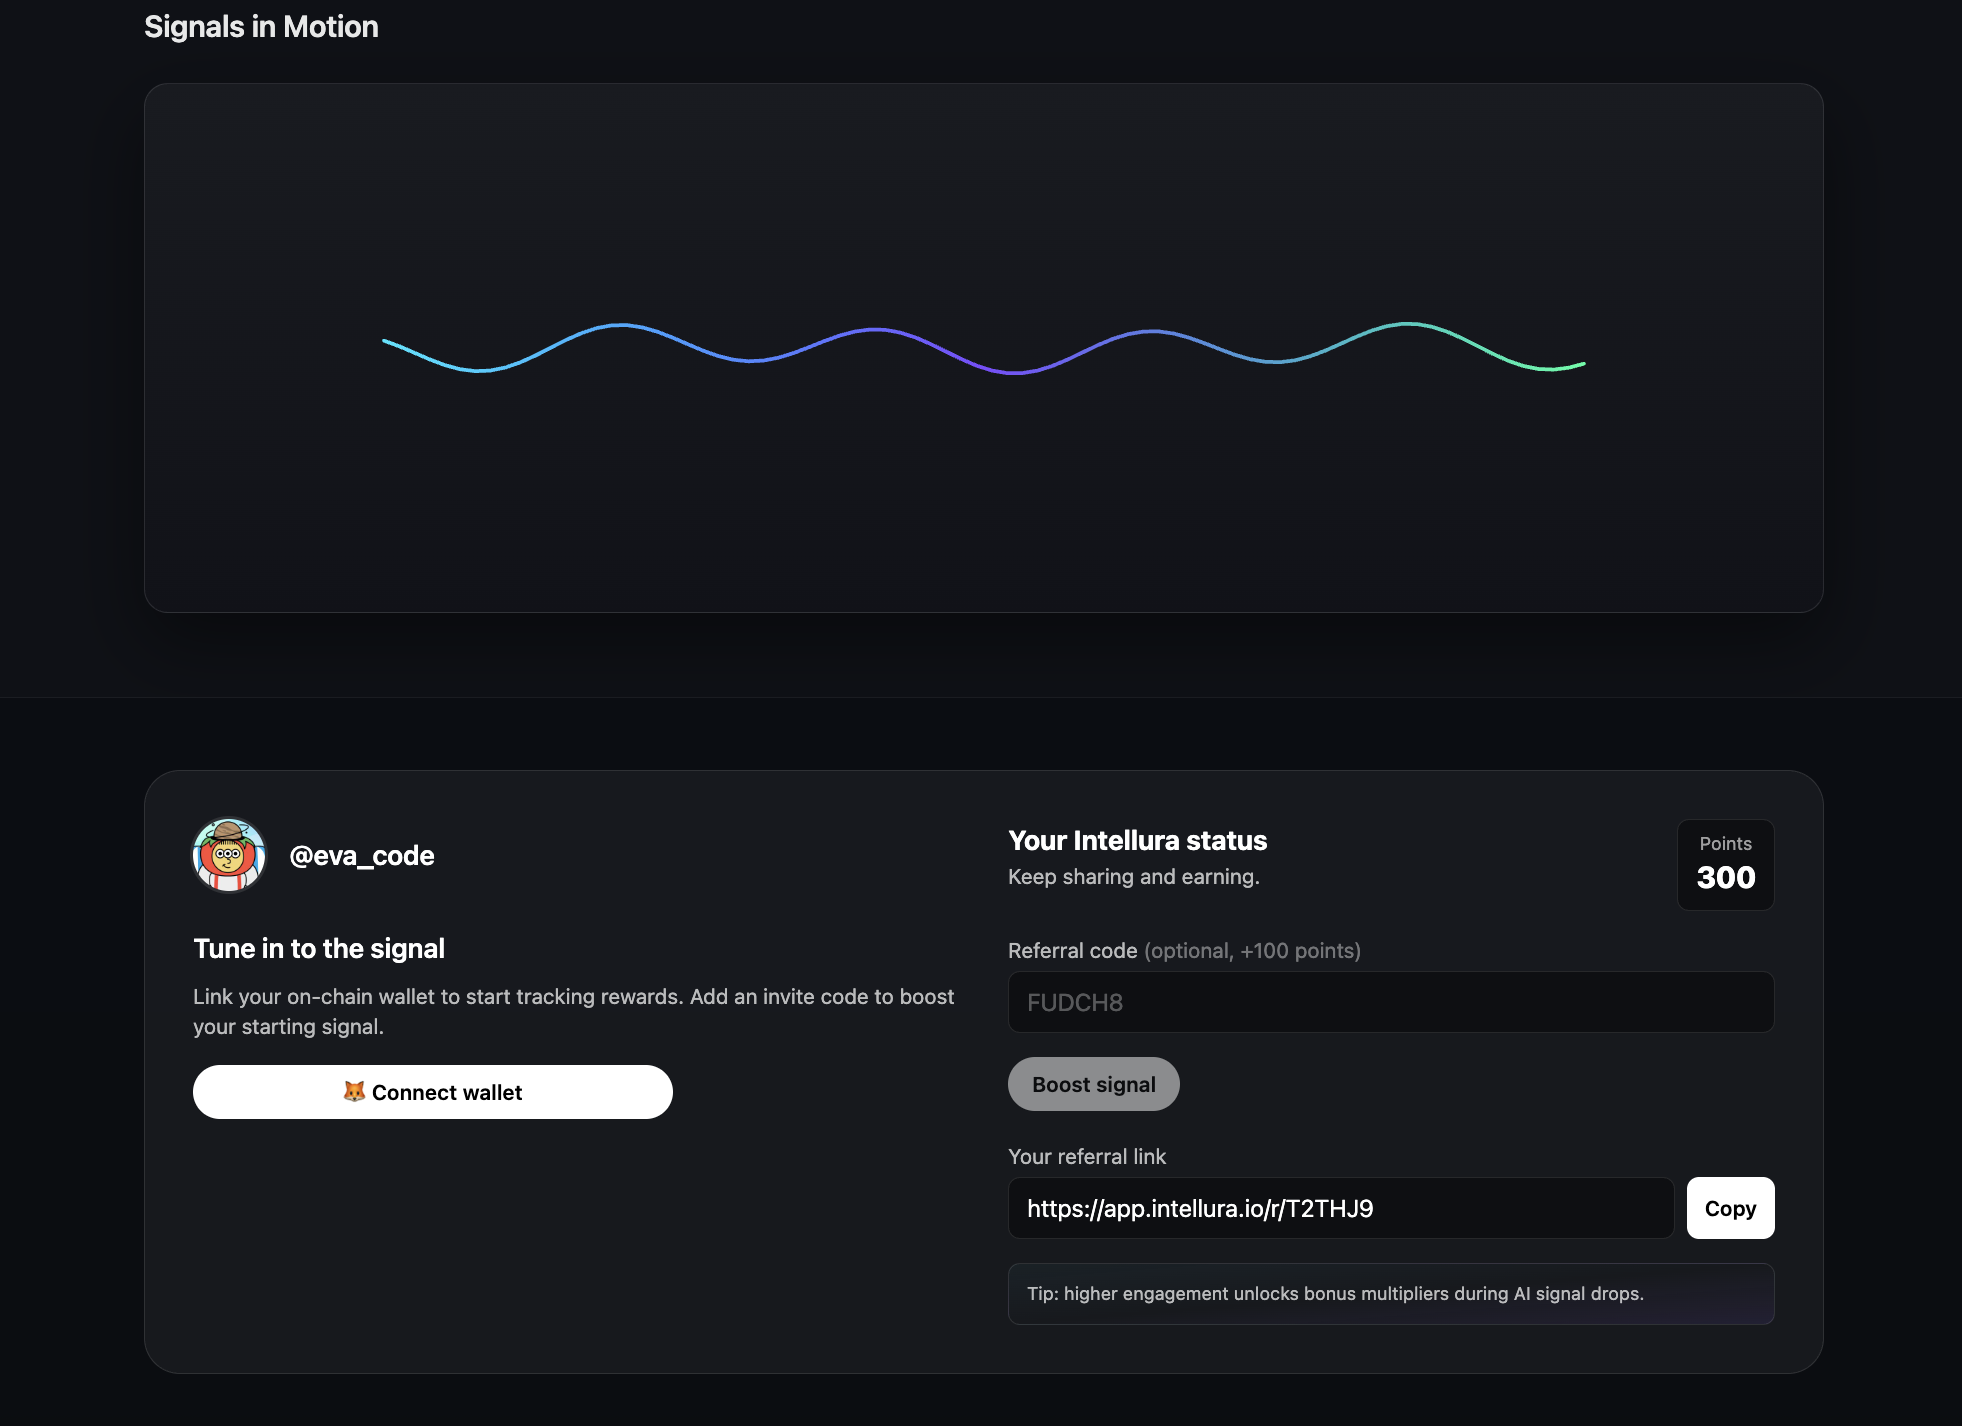 Signals in Motion
@eva_code
Tune in to the signal
Link your on-chain wallet to start tracking rewards. Add an invite code to boost
your starting signal.
Connect wallet
Your Intellura status
Keep sharing and earning.
Points
300
Referral code (optional, +100 points)
FUDCH8
Boost signal
Your referral link
https://app.intellura.io/r/T2THJ9
Copy
Tip: higher engagement unlocks bonus multipliers during AI signal drops.